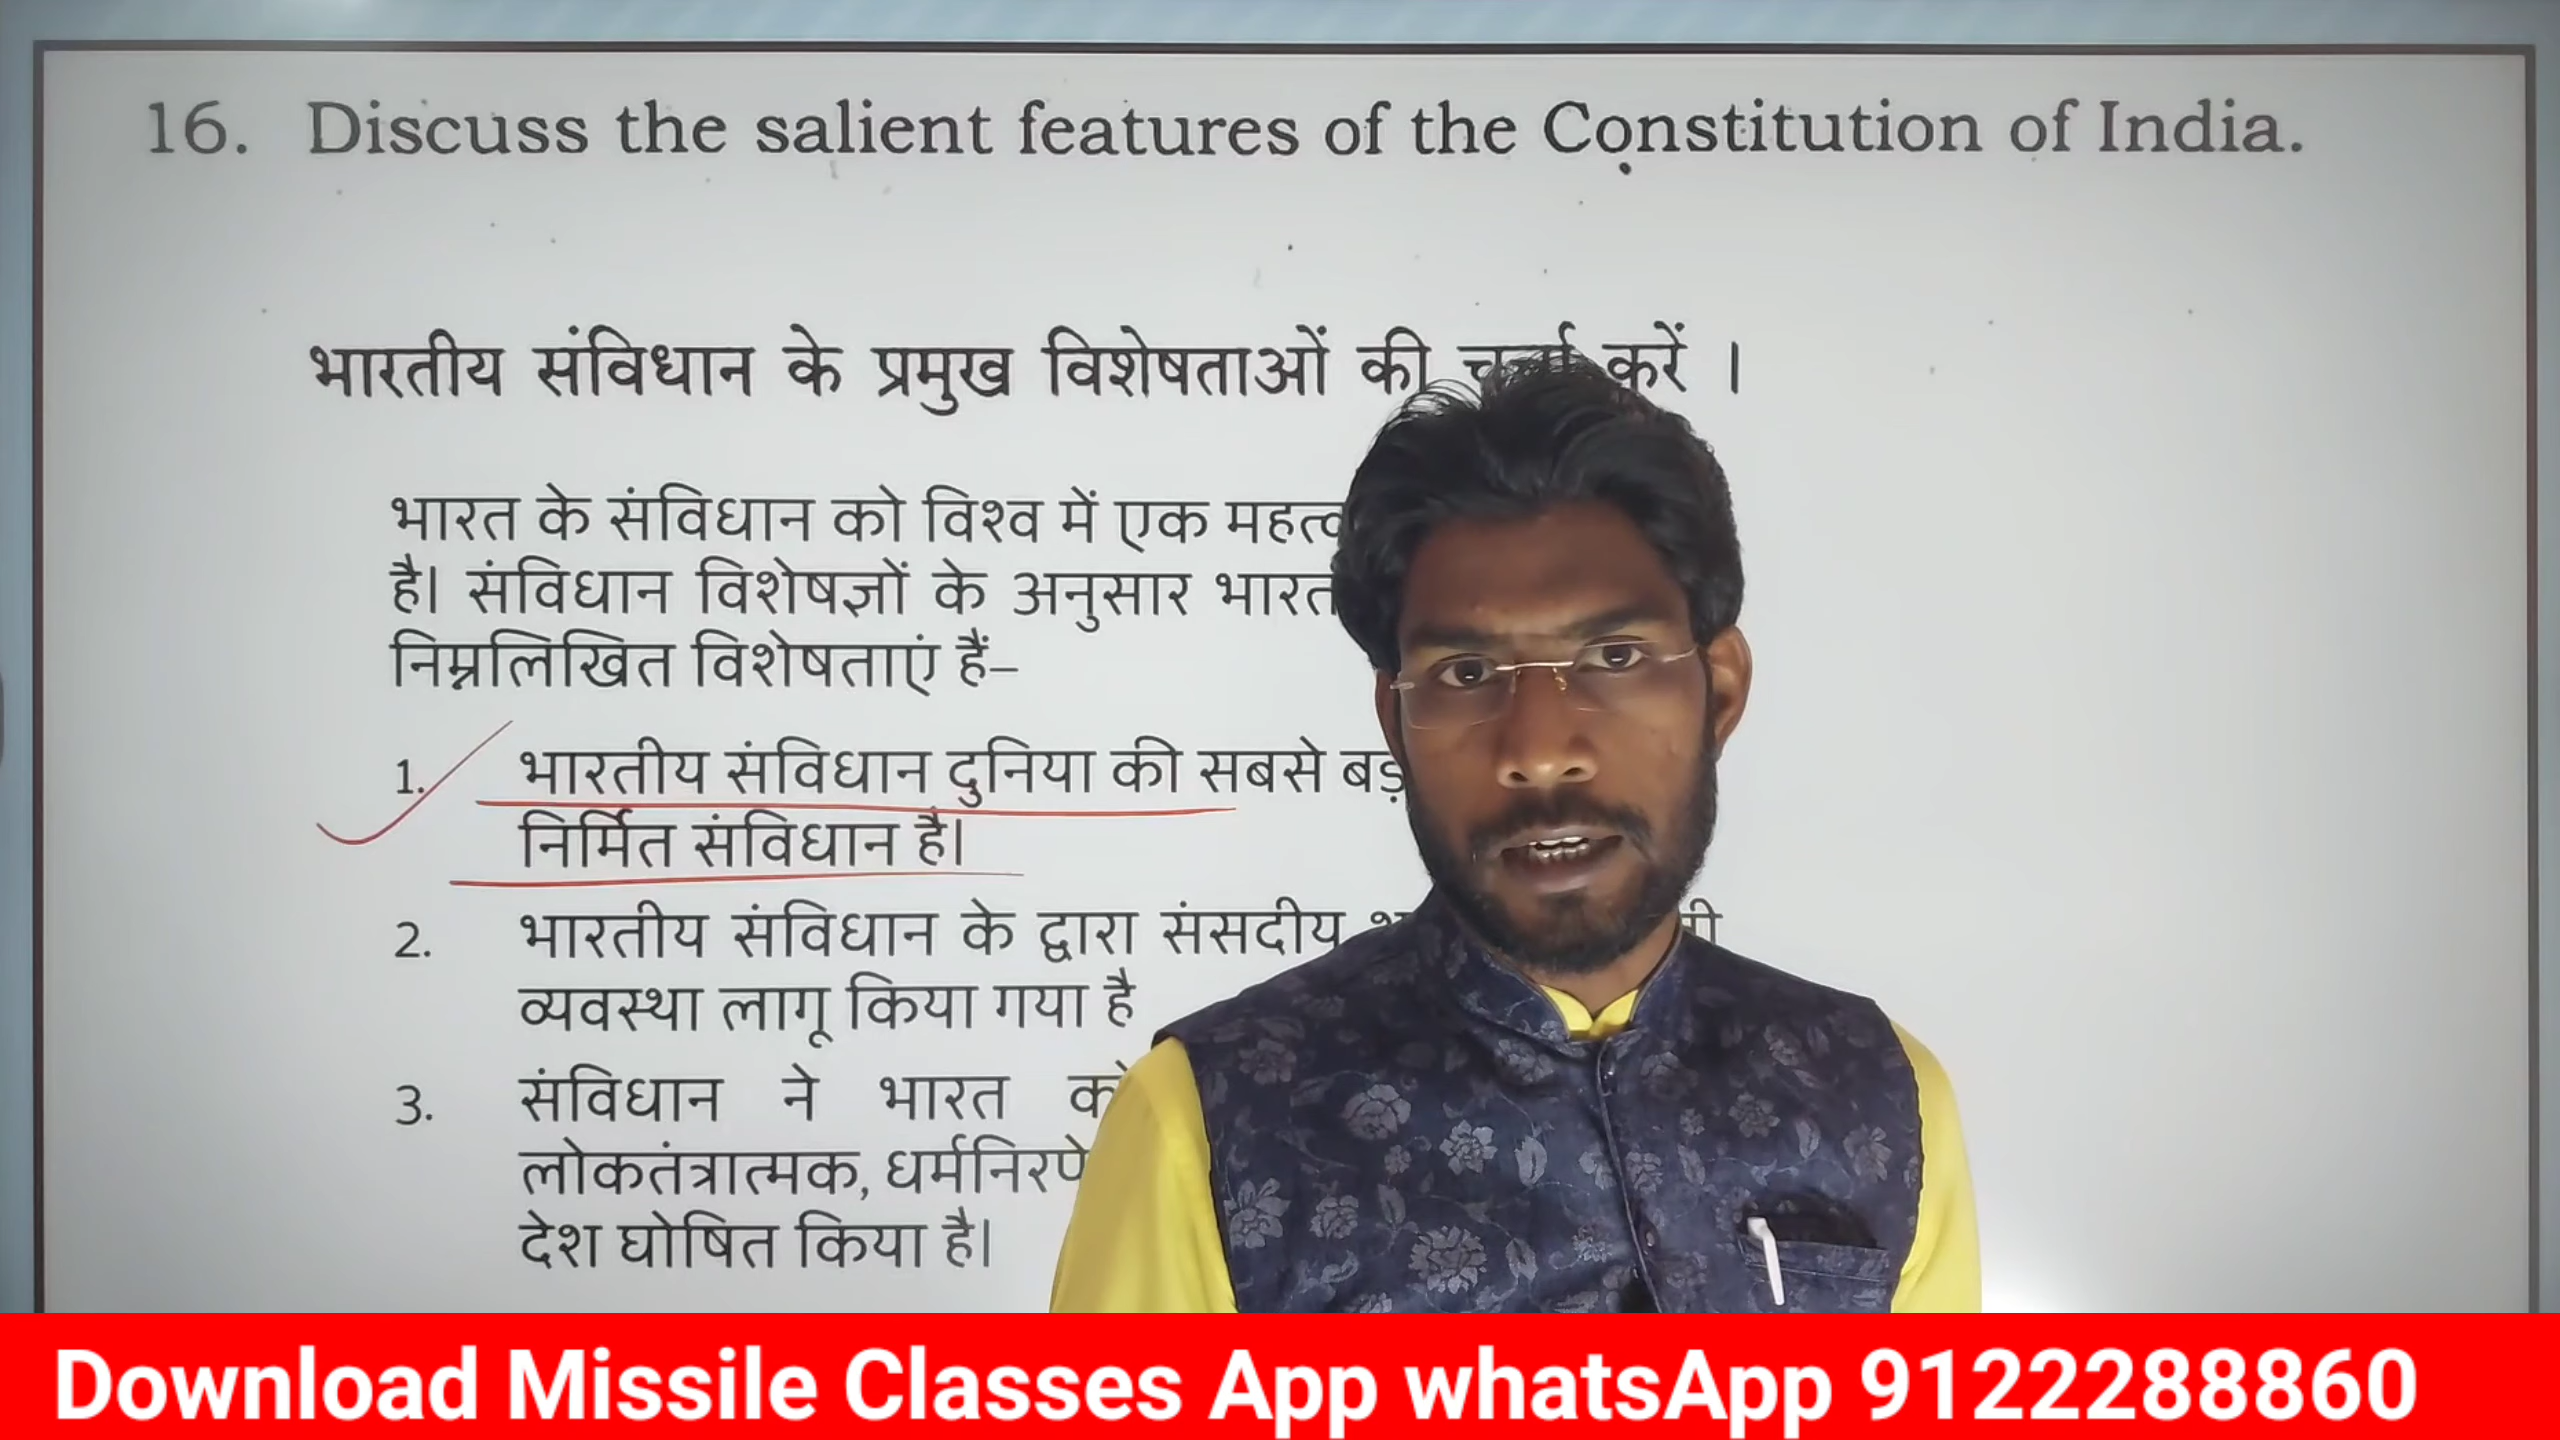 16. Discuss the salient features of the Constitution of India.
भारतीय संविधान के प्रमुख विशेषताओं की करें ।
भारत के संविधान को विश्व में एक
है। संविधान विशेषज्ञों के अनुसार भारत
निम्नलिखित विशेषताएं हैं–
1. भारतीय संविधान दुनिया की सबसे
निर्मित संविधान है।
2. भारतीय संविधान के द्वारा संसदीय
व्यवस्था लागू किया गया है
3. संविधान ने भारत
लोकतंत्रात्मक,
देश घोषित किया है।
Download Missile Classes App whatsApp 9122288860